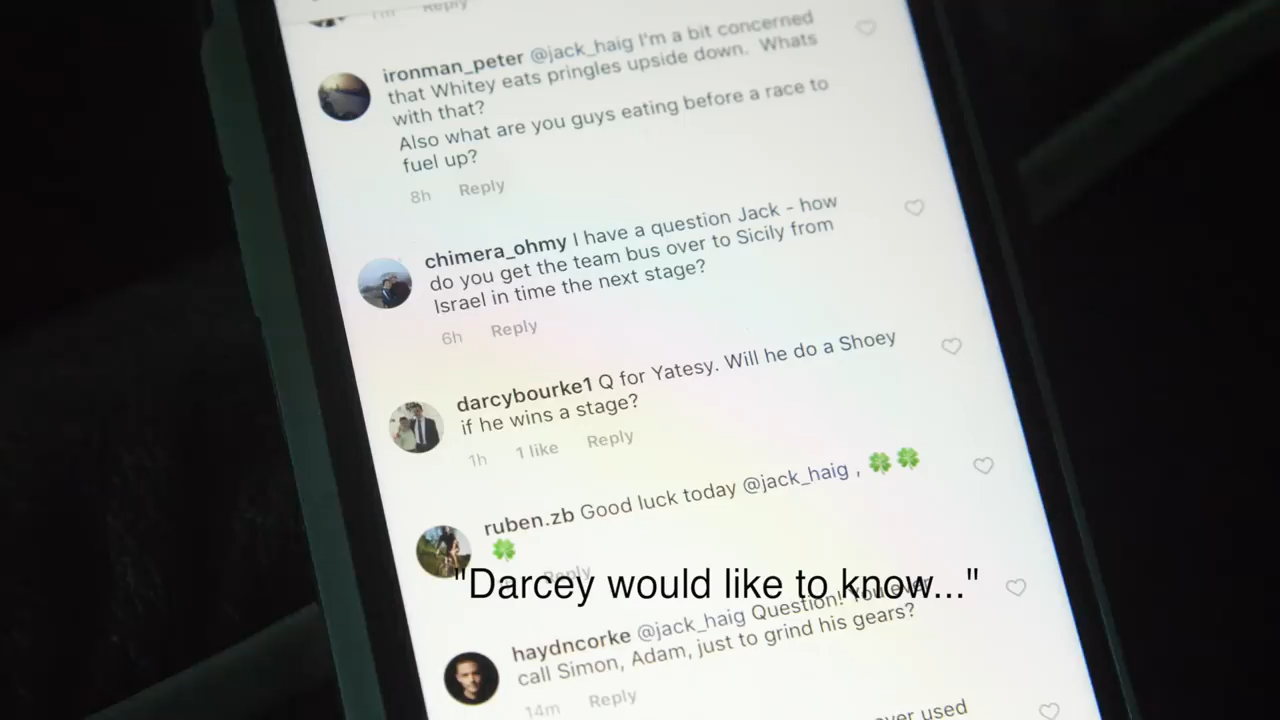 1m Reply
ironman_peter @jack_haig I'm a bit concerned
that Whitey eats pringles upside down. Whats
with that?
Also what are you guys eating before a race to
fuel up?
8h Reply
chimera_ohmy I have a question Jack - how
do you get the team bus over to Sicily from
Israel in time the next stage?
6h Reply
darcybourke1 Q for Yatesy. Will he do a Shoey
if he wins a stage?
1h 1 like Reply
ruben.zb Good luck today @jack_haig , 🍀🍀
🍀
Reply
"Darcey would like to know..."
haydncorke @jack_haig Question! You ever
call Simon, Adam, just to grind his gears?
14m Reply
ever used